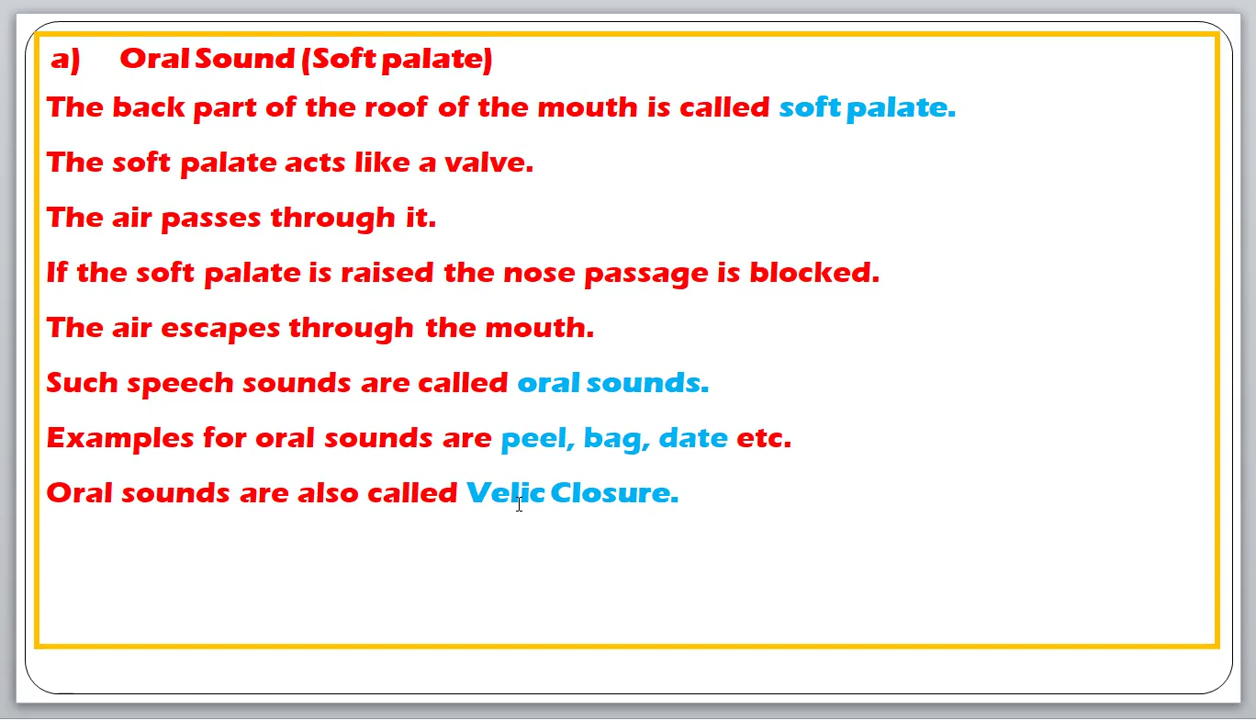 a) Oral Sound (Soft palate)
The back part of the roof of the mouth is called soft palate.
The soft palate acts like a valve.
The air passes through it.
If the soft palate is raised the nose passage is blocked.
The air escapes through the mouth.
Such speech sounds are called oral sounds.
Examples for oral sounds are peel, bag, date etc.
Oral sounds are also called Velic Closure.